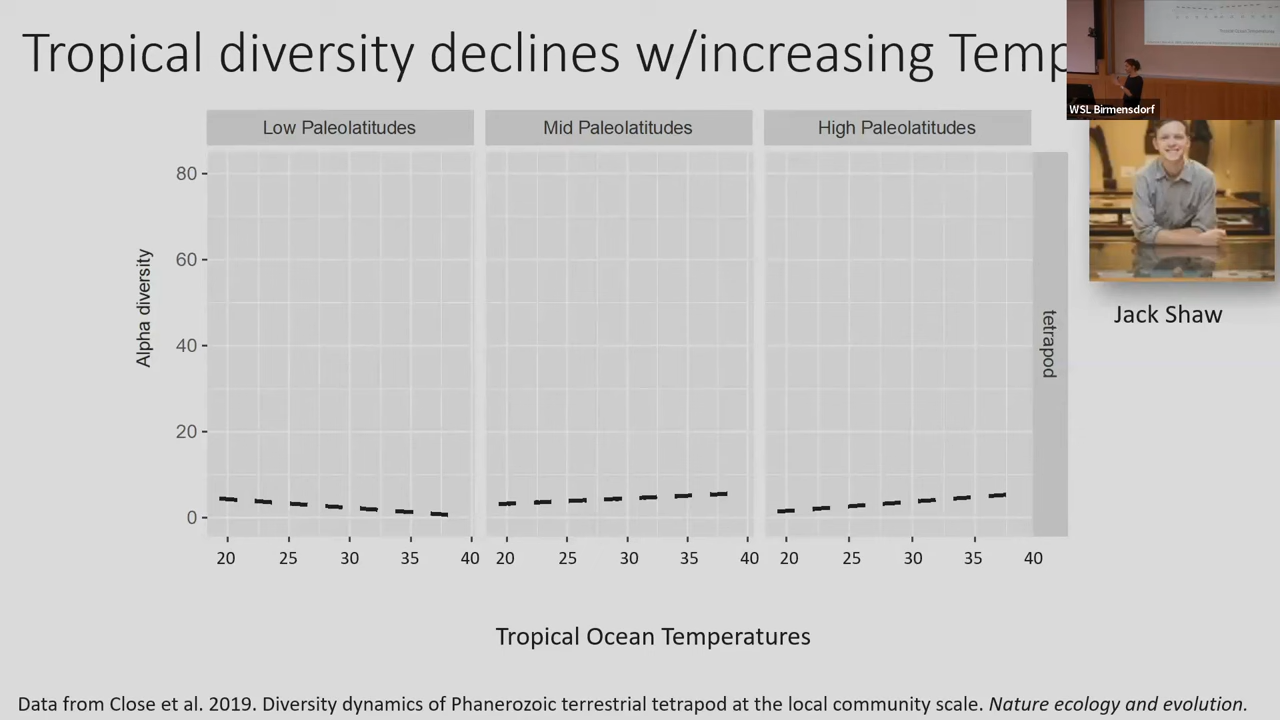 Tropical diversity declines w/increasing Temp
WSL Birmensdorf
Low Paleolatitudes
Mid Paleolatitudes
High Paleolatitudes
80
60
40
20
0
Alpha diversity
tetrapod
Jack Shaw
20 25 30 35 40 20 25 30 35 40 20 25 30 35 40
Tropical Ocean Temperatures
Data from Close et al. 2019. Diversity dynamics of Phanerozoic terrestrial tetrapod at the local community scale. Nature ecology and evolution.